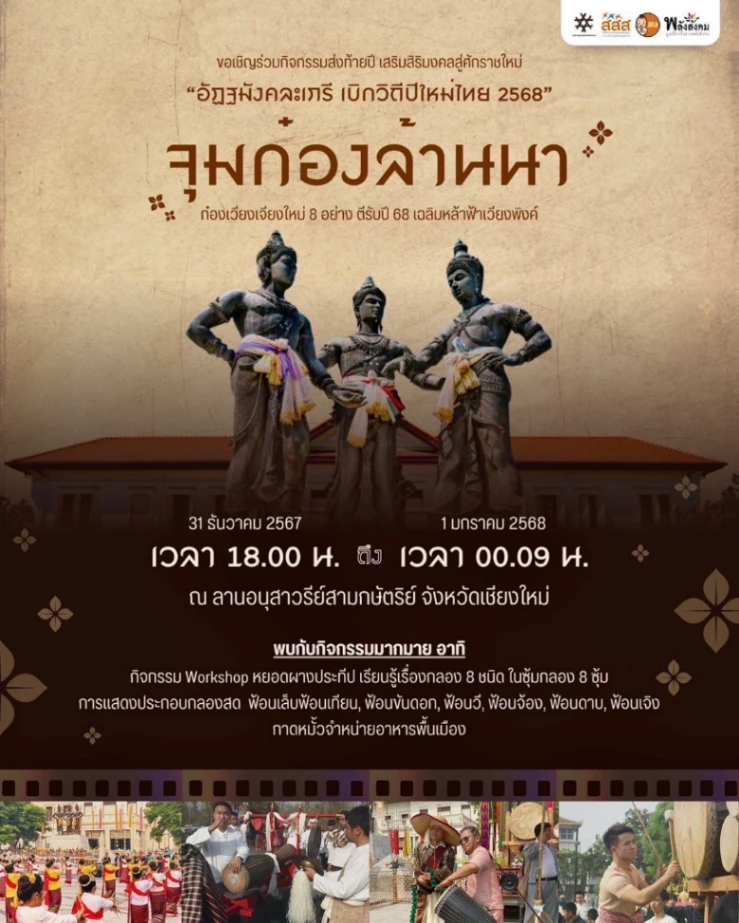 สสส
พลังสังคม
ขอเชิญร่วมกิจกรรมส่งท้ายปี เสริมสิริมงคลสู่ศักราชใหม่
“อัฏฐมังคละเภรี เบิกวิถีปีใหม่ไทย 2568”
จุมก๋องล้านนา
ก๋องเวียงเจียงใหม่ 8 อย่าง ตีรับปี 68 เฉลิมหล้าฟ้าเวียงพิงค์
31 ธันวาคม 2567 1 มกราคม 2568
เวลา 18.00 น. ถึง เวลา 00.09 น.
ณ ลานอนุสาวรีย์สามกษัตริย์ จังหวัดเชียงใหม่
พบกับกิจกรรมมากมาย อาทิ
กิจกรรม Workshop หยอดผางประทีป เรียนรู้เรื่องกลอง 8 ชนิด ในซุ้มกลอง 8 ซุ้ม
การแสดงประกอบกลองสด ฟ้อนเล็บฟ้อนเทียน, ฟ้อนขันดอก, ฟ้อนวี, ฟ้อนจ้อง, ฟ้อนดาบ, ฟ้อนเจิง
กาดหมั้วจำหน่ายอาหารพื้นเมือง